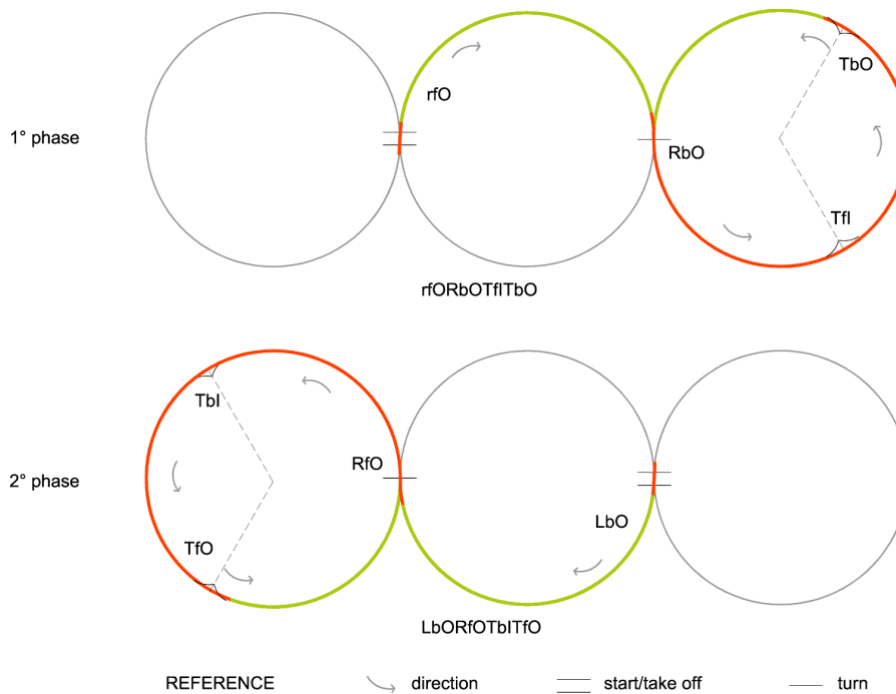 TbO
rfO
1° phase
RbO
TfI
rfORbOTfITbO
TbI
RfO
2° phase
LbO
TfO
LbORfOTbITfO
REFERENCE direction start/take off turn